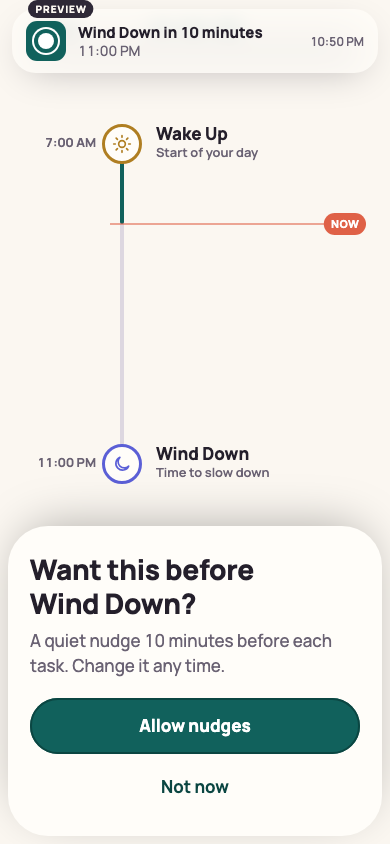 PREVIEW
Wind Down in 10 minutes
11:00 PM
10:50 PM
7:00 AM
Wake Up
Start of your day
NOW
11:00 PM
Wind Down
Time to slow down
Want this before
Wind Down?
A quiet nudge 10 minutes before each
task. Change it any time.
Allow nudges
Not now